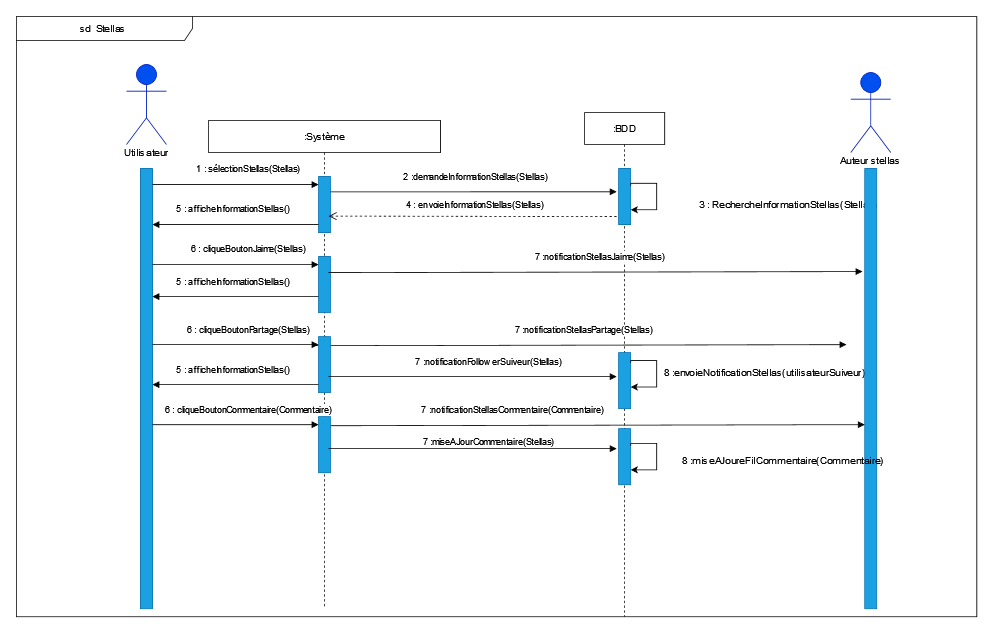 sd Stellas
:Système
:BDD
Utilisateur
Auteur stellas
1 : sélectionStellas(Stellas)
2 :demandeInformationStellas(Stellas)
3 : RechercheInformationStellas(Stella
4 : envoieInformationStellas(Stellas)
5 : afficheInformationStellas()
6 : cliqueBoutonJaime(Stellas)
7 :notificationStellasJaime(Stellas)
5 : afficheInformationStellas()
6 : cliqueBoutonPartage(Stellas)
7 :notificationStellasPartage(Stellas)
7 :notificationFollowerSuiveur(Stellas)
5 : afficheInformationStellas()
8 :envoieNotificationStellas(utilisateurSuiveur)
6 : cliqueBoutonCommentaire(Commentaire)
7 :notificationStellasCommentaire(Commentaire)
7 :miseAJourCommentaire(Stellas)
8 :miseAJoureFilCommentaire(Commentaire)